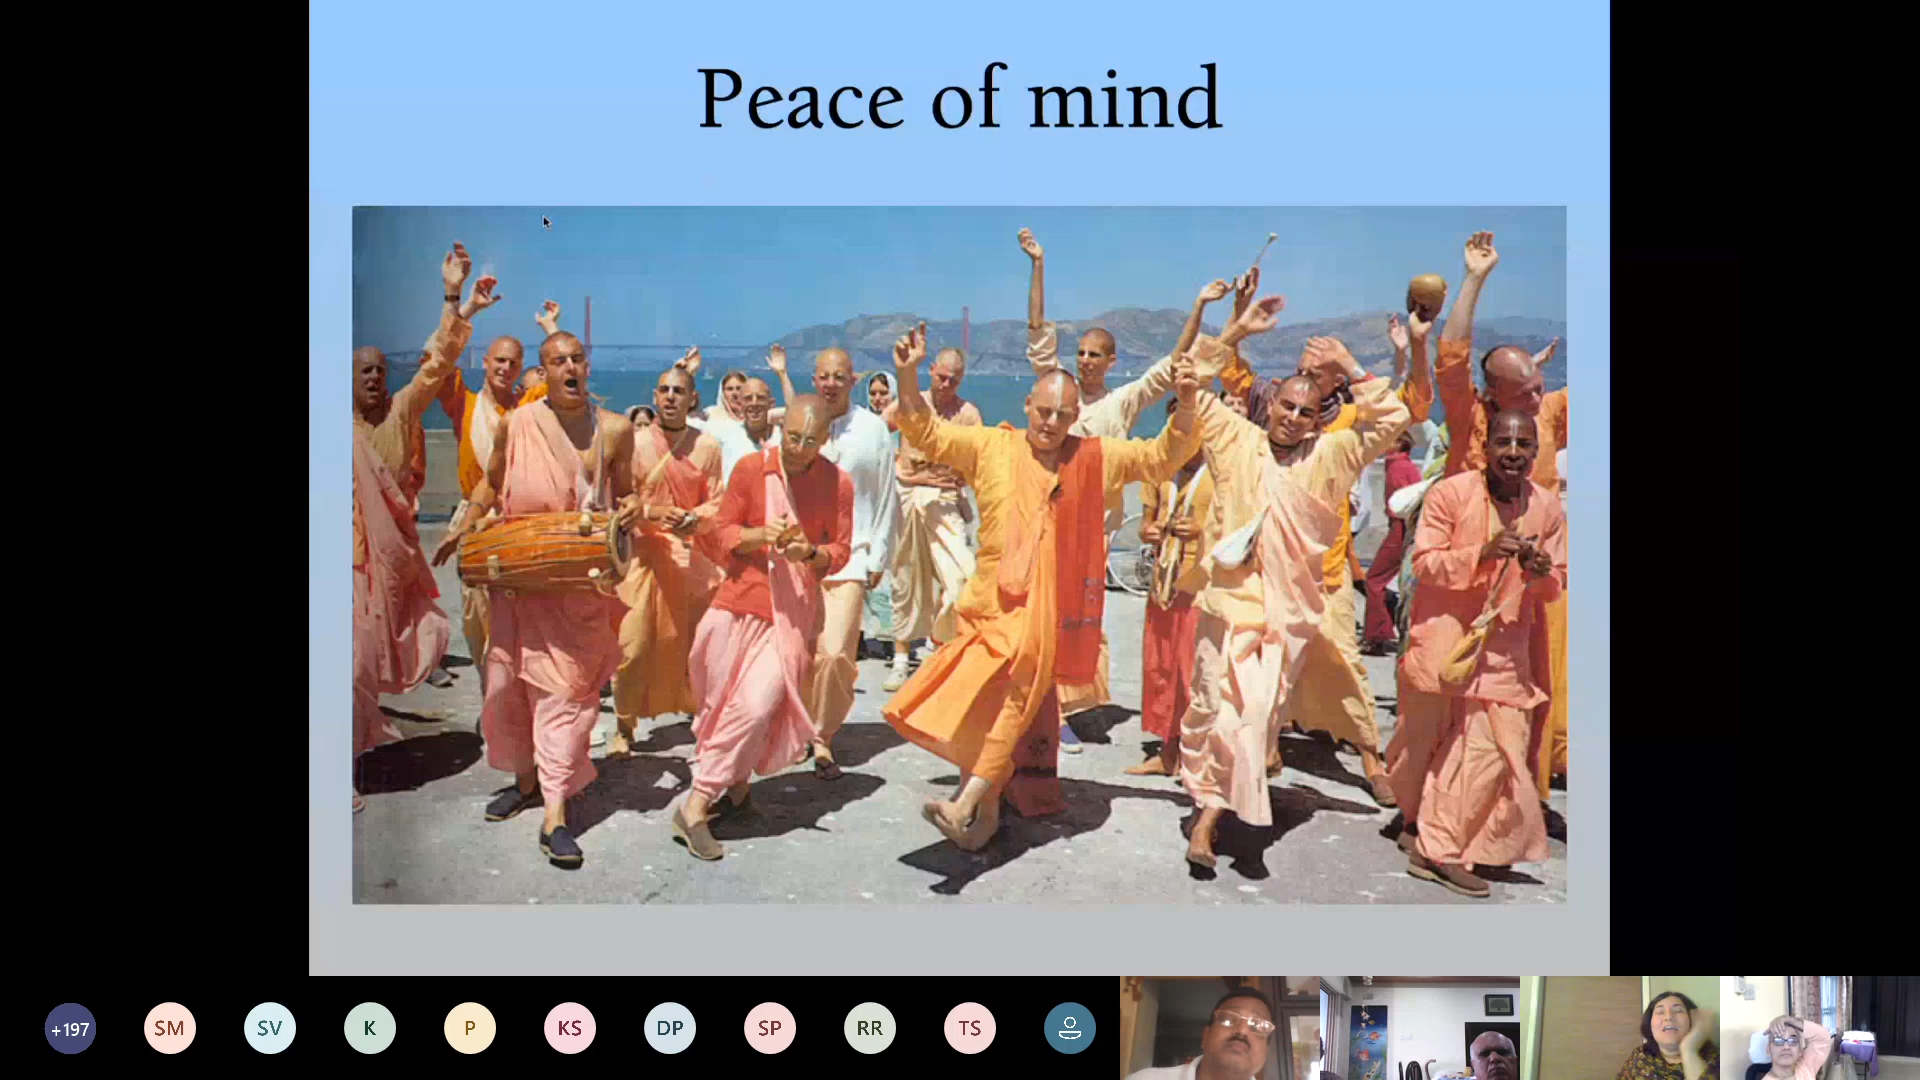 Peace of mind
+197
SM
SV
K
P
KS
DP
SP
RR
TS